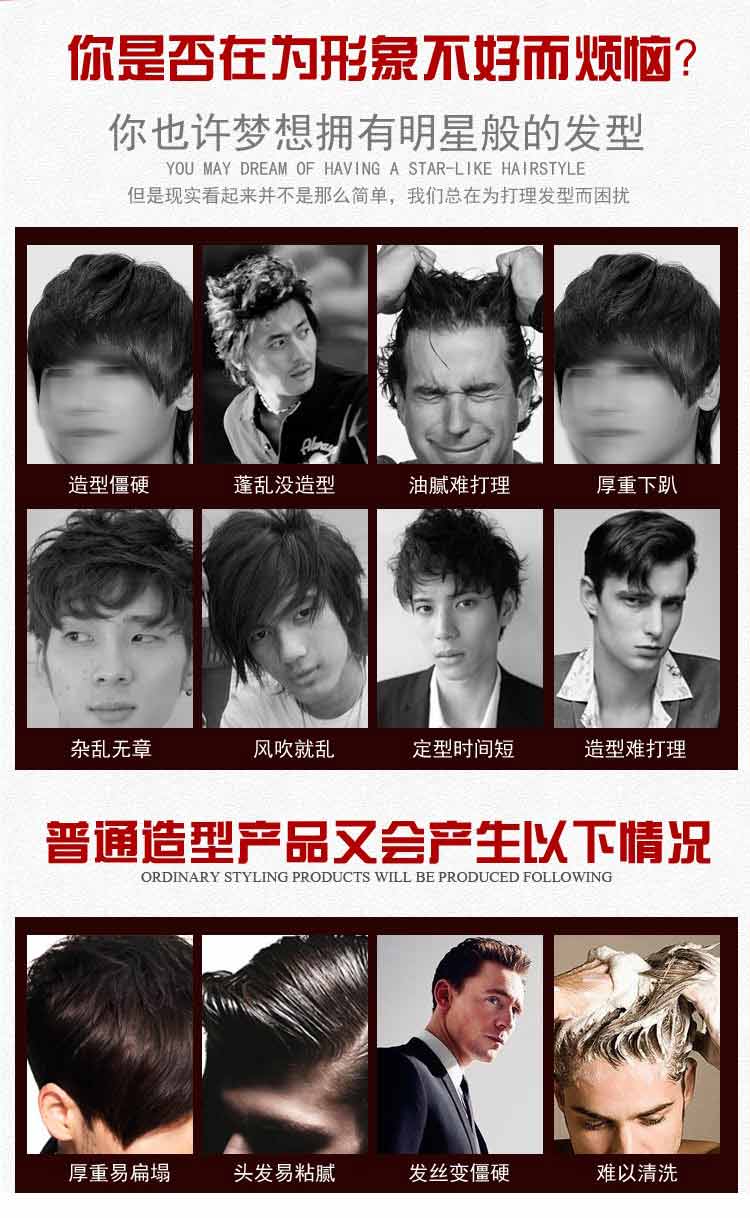 你是否在为形象不好而烦恼?
你也许梦想拥有明星般的发型
YOU MAY DREAM OF HAVING A STAR-LIKE HAIRSTYLE
但是现实看起来并不是那么简单，我们总在为打理发型而困扰
造型僵硬
蓬乱没造型
油腻难打理
厚重下趴
杂乱无章
风吹就乱
定型时间短
造型难打理
普通造型产品又会产生以下情况
ORDINARY STYLING PRODUCTS WILL BE PRODUCED FOLLOWING
厚重易扁塌
头发易粘腻
发丝变僵硬
难以清洗